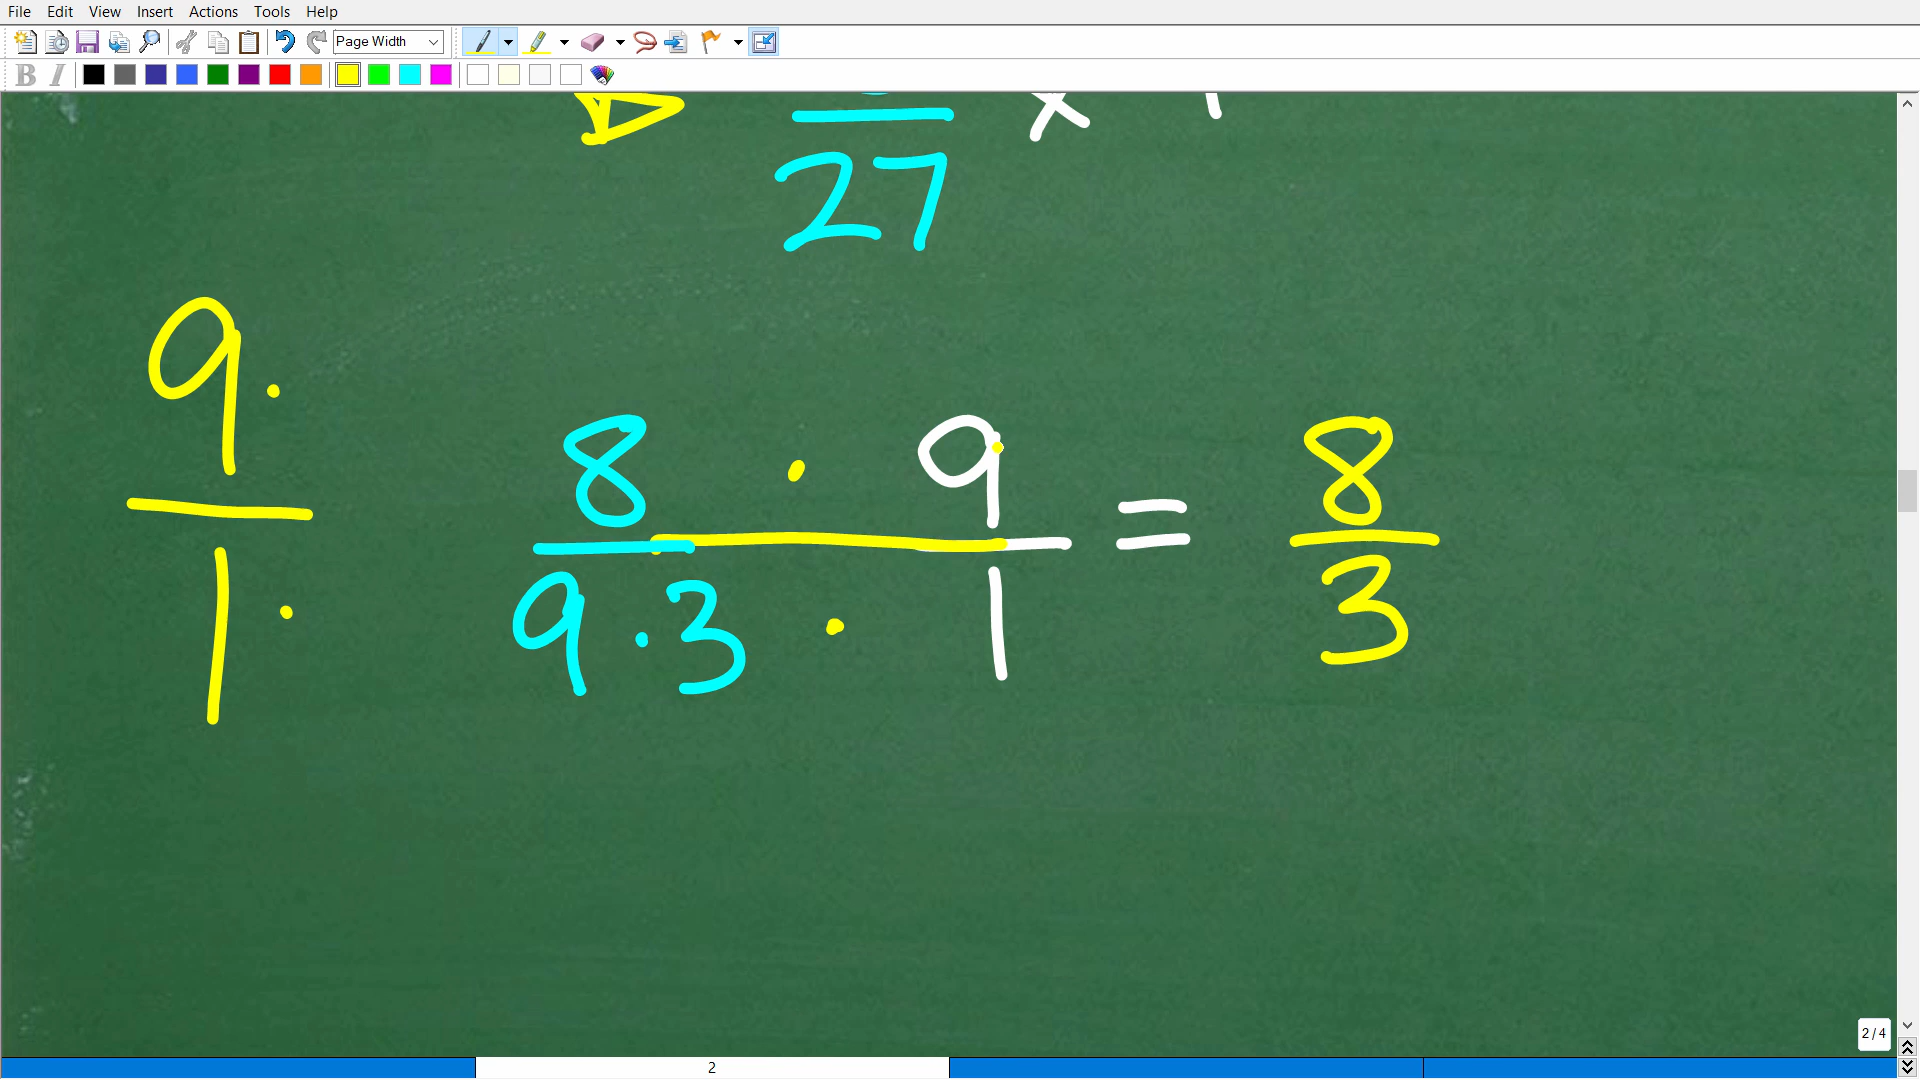 File Edit View Insert Actions Tools Help
Page Width
B I
27
9 ·
1 ·
8 · 9 = 8
9 · 3 · 1 3
2 / 4
2